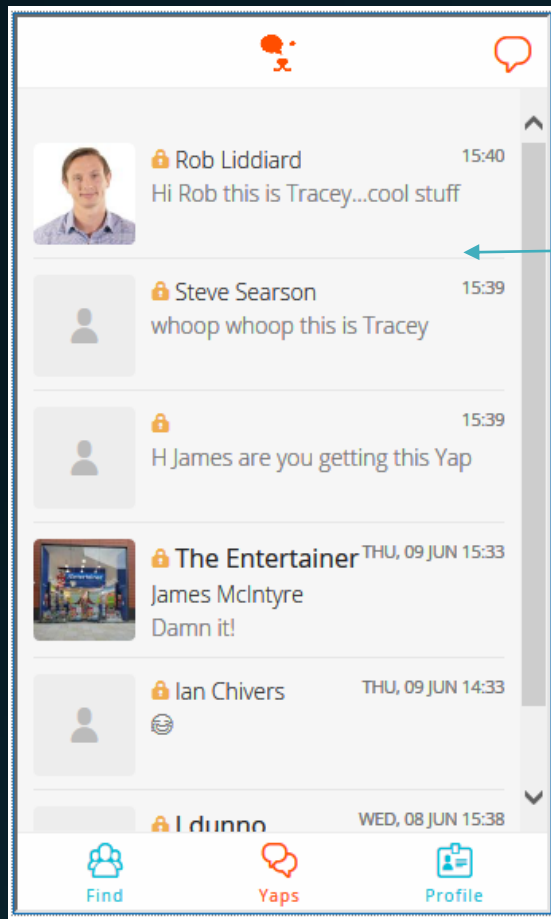 Rob Liddiard 15:40
Hi Rob this is Tracey...cool stuff
Steve Searson 15:39
whoop whoop this is Tracey
15:39
H James are you getting this Yap
The Entertainer THU, 09 JUN 15:33
James McIntyre
Damn it!
Ian Chivers THU, 09 JUN 14:33
😂
I dunno WED, 08 JUN 15:38
Find Yaps Profile